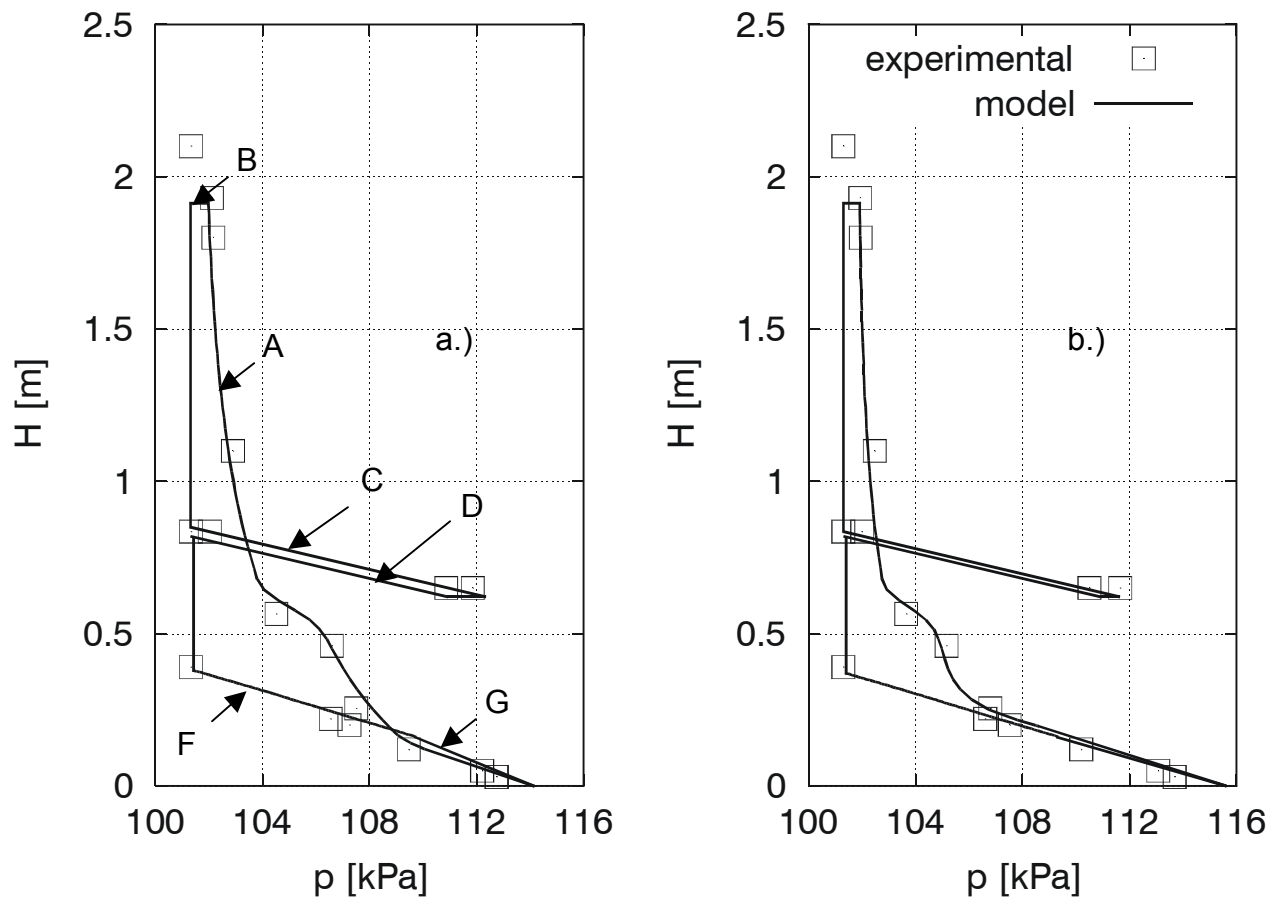 2.5
2
1.5
1
0.5
0
H [m]
100 104 108 112 116
p [kPa]
B
A
a.)
C
D
F
G
2.5
2
1.5
1
0.5
0
H [m]
100 104 108 112 116
p [kPa]
experimental
model
b.)